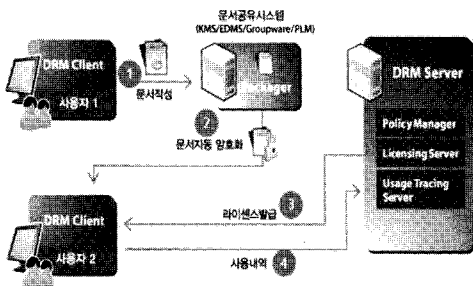 문서공유시스템
(KMS/EDMS/Groupware/PLM)
DRM Client
사용자 1
1
문서작성
DRM Server
Policy Manager
Licensing Server
Usage Tracing
Server
2
문서자동 암호화
DRM Client
사용자 2
3
라이센스발급
사용내역
4